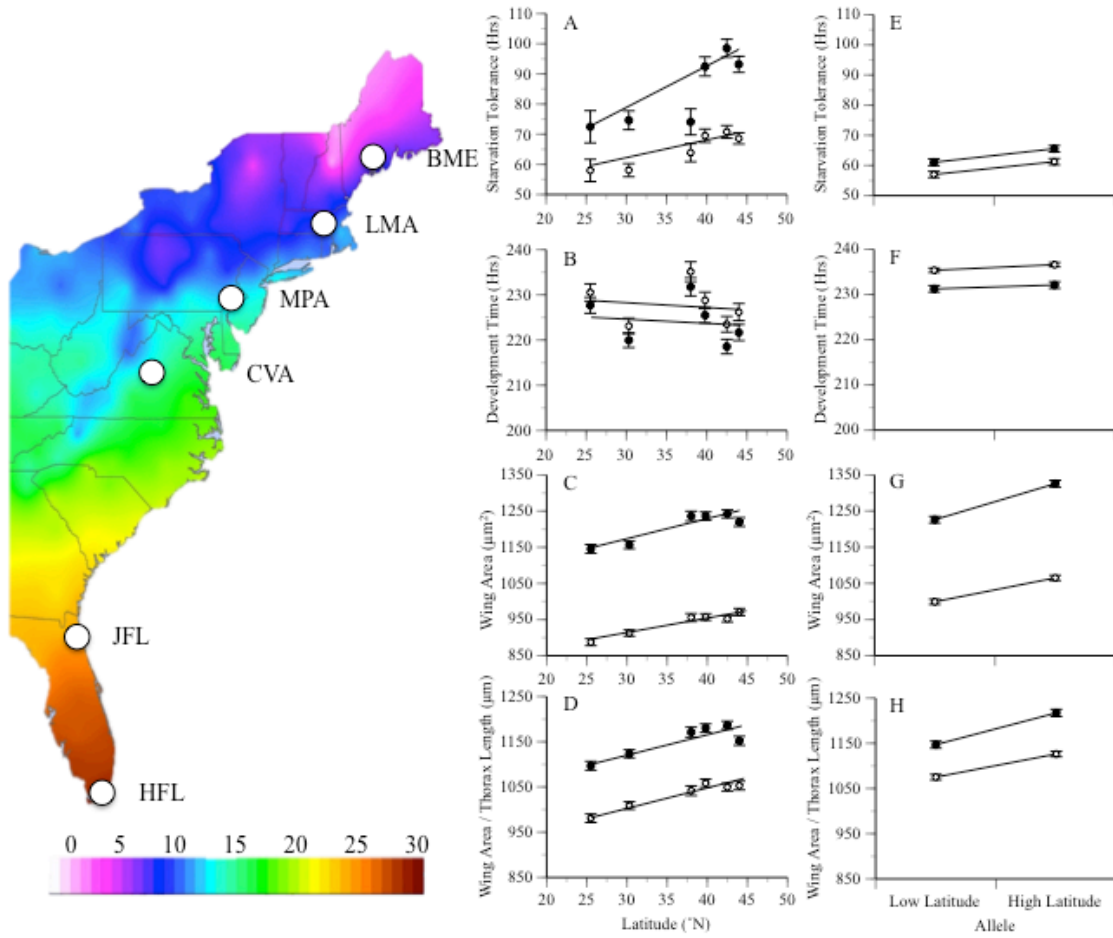 BME
LMA
MPA
CVA
JFL
HFL
0 5 10 15 20 25 30
A
Starvation Tolerance (Hrs)
110
100
90
80
70
60
50
20 25 30 35 40 45 50
B
Development Time (Hrs)
240
230
220
210
200
20 25 30 35 40 45 50
C
Wing Area (µm²)
1350
1250
1150
1050
950
850
20 25 30 35 40 45 50
D
Wing Area / Thorax Length (µm)
1250
1150
1050
950
850
20 25 30 35 40 45 50
Latitude (˚N)
E
Starvation Tolerance (Hrs)
110
100
90
80
70
60
50
F
Development Time (Hrs)
240
230
220
210
200
G
Wing Area (µm²)
1350
1250
1150
1050
950
850
H
Wing Area / Thorax Length (µm)
1250
1150
1050
950
850
Low Latitude High Latitude
Allele